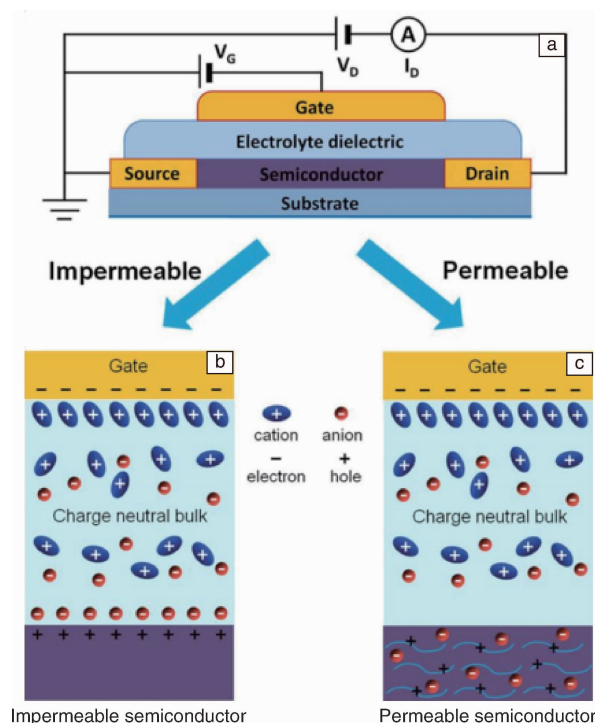 a
V_G
V_D
A
I_D
Gate
Electrolyte dielectric
Source
Semiconductor
Drain
Substrate
Impermeable
Permeable
Gate
b
Gate
c
− − − − − − − −
− − − − − − − −
+ + + + + + + +
+ + + + + + + +
cation
anion
−
+
electron
hole
Charge neutral bulk
Charge neutral bulk
− − − − − − − −
+ + + + + + + +
Impermeable semiconductor
Permeable semiconductor